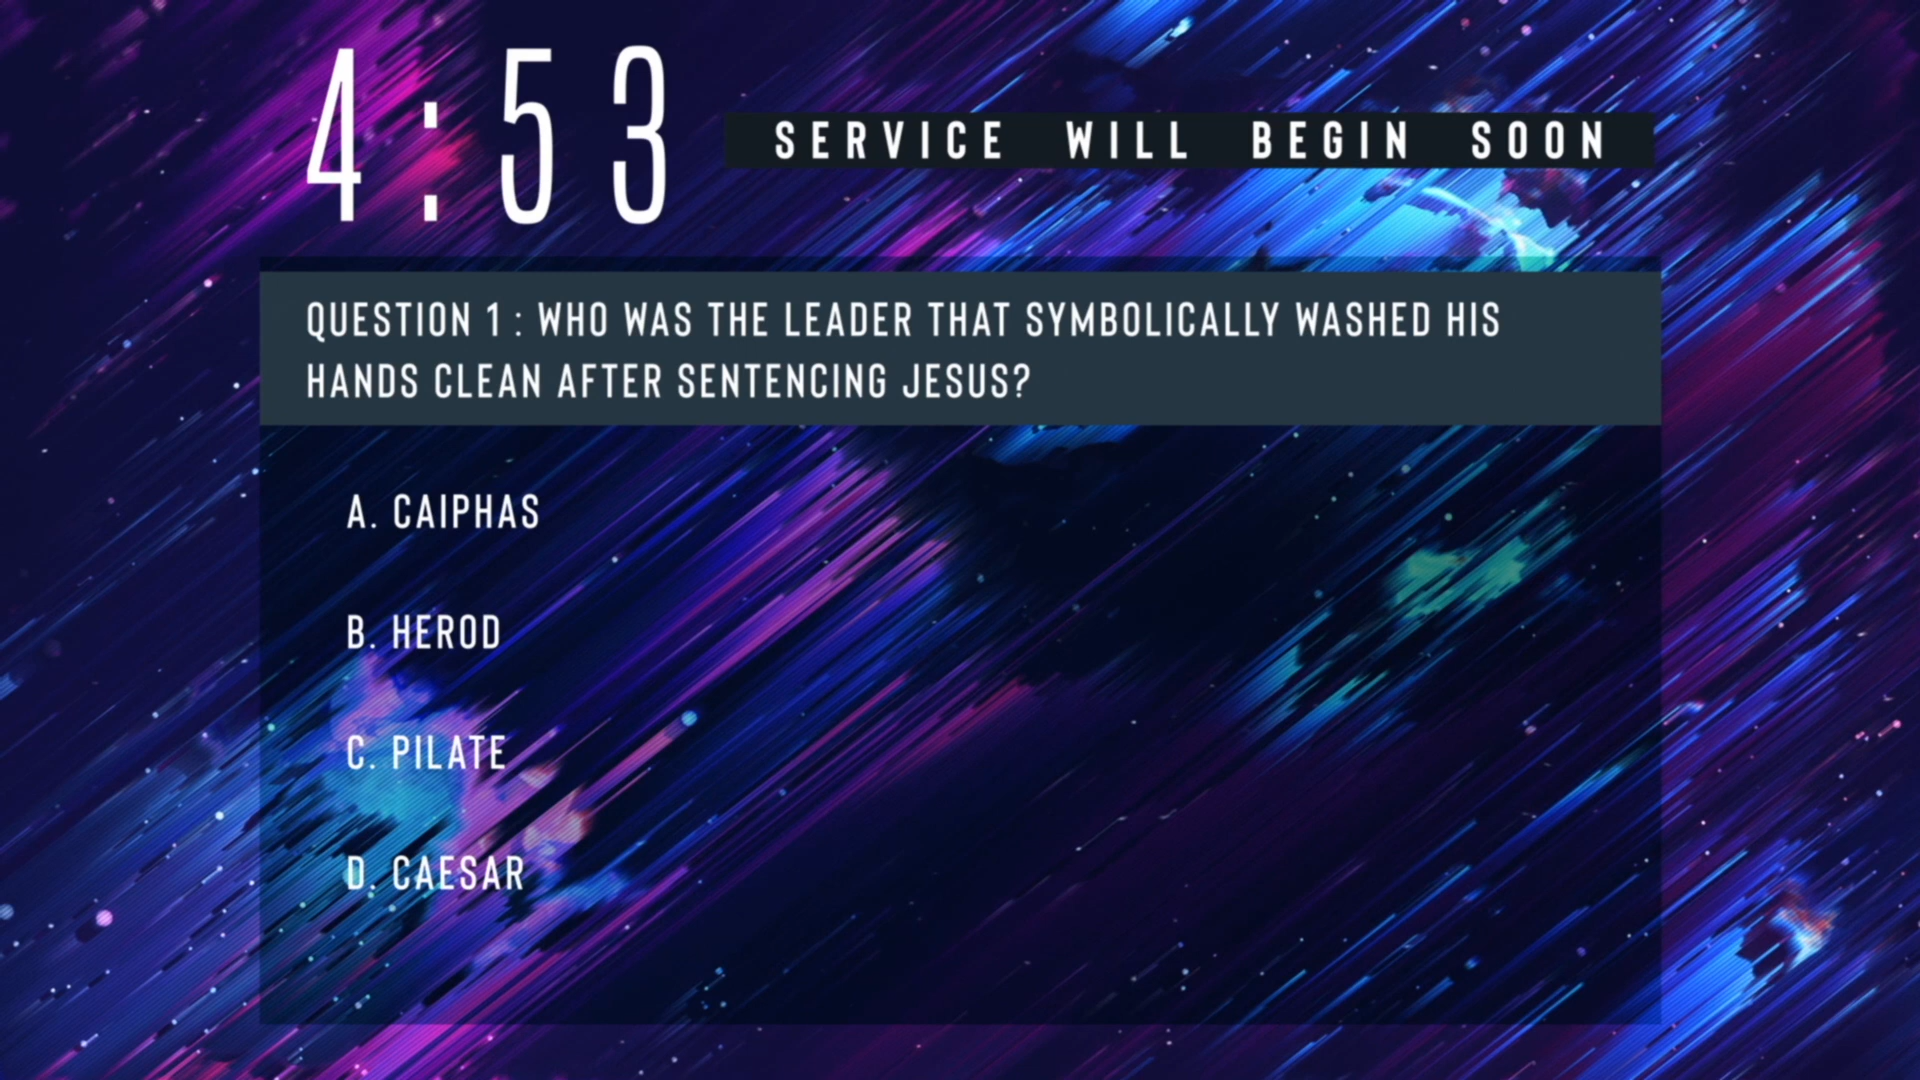 4:53
SERVICE WILL BEGIN SOON
QUESTION 1 : WHO WAS THE LEADER THAT SYMBOLICALLY WASHED HIS
HANDS CLEAN AFTER SENTENCING JESUS?
A. CAIPHAS
B. HEROD
C. PILATE
D. CAESAR